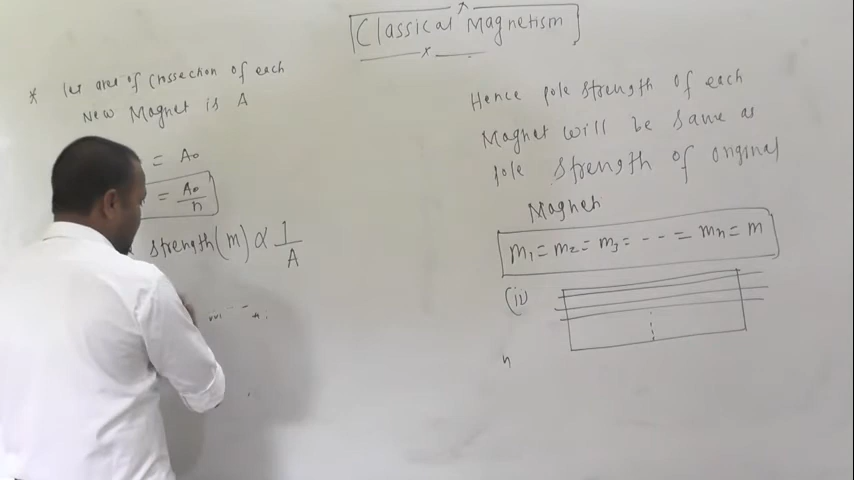 Classical Magnetism
* let area of crossection of each
New Magnet is A
= A₀
= A₀/n
strength (m) ∝ 1/A
Hence pole strength of each
Magnet will be same as
pole strength of original
Magnet
m₁ = m₂ = m₃ = -- = mₙ = m
(iv)
n